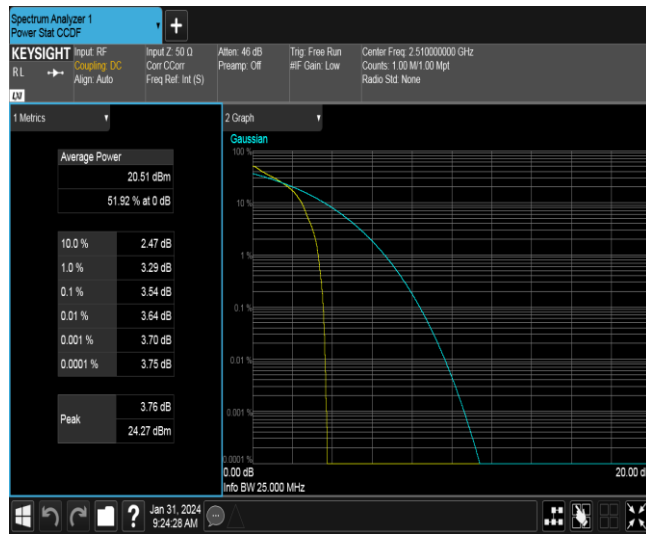 Spectrum Analyzer 1
Power Stat CCDF
+
KEYSIGHT
RL
LXI
Input: RF
Coupling: DC
Align: Auto
Input Z: 50 Ω
Corr CCorr
Freq Ref: Int (S)
Atten: 46 dB
Preamp: Off
Trig: Free Run
#IF Gain: Low
Center Freq: 2.510000000 GHz
Counts: 1.00 M/1.00 Mpt
Radio Std: None
1 Metrics
Average Power
20.51 dBm
51.92 % at 0 dB
10.0 % 2.47 dB
1.0 % 3.29 dB
0.1 % 3.54 dB
0.01 % 3.64 dB
0.001 % 3.70 dB
0.0001 % 3.75 dB
Peak
3.76 dB
24.27 dBm
2 Graph
Gaussian
100 %
10 %
1 %
0.1 %
0.01 %
0.001 %
0.0001 %
0.00 dB
20.00 d
Info BW 25.000 MHz
?
Jan 31, 2024
9:24:28 AM